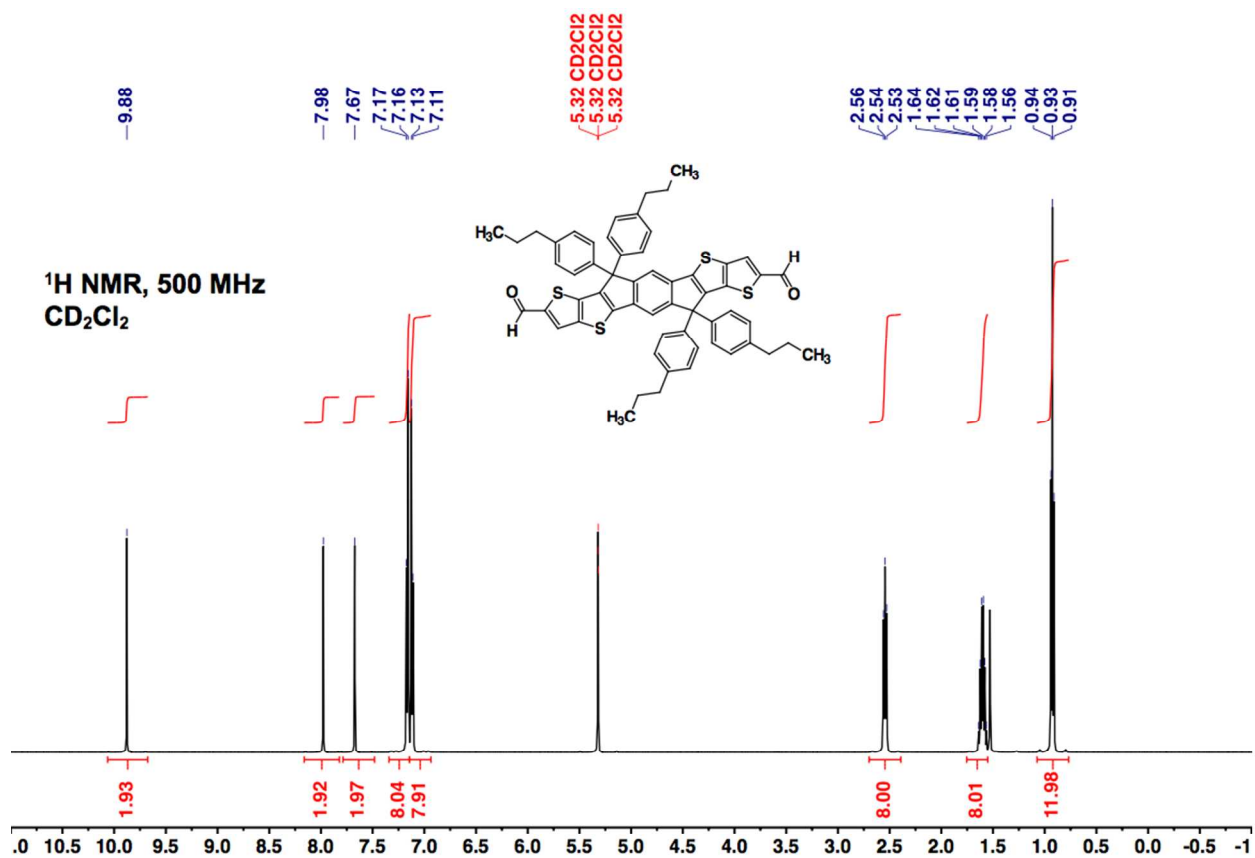 9.88
7.98
7.67
7.17
7.16
7.13
7.11
5.32 CD2Cl2
5.32 CD2Cl2
5.32 CD2Cl2
2.56
2.54
2.53
1.64
1.62
1.61
1.59
1.58
1.56
0.94
0.93
0.91
CH₃
H₃C
S
S
H
O
O
H
S
S
CH₃
CH₃
¹H NMR, 500 MHz
CD₂Cl₂
1.93
1.92
1.97
8.04
7.91
8.00
8.01
11.98
.0 10.5 10.0 9.5 9.0 8.5 8.0 7.5 7.0 6.5 6.0 5.5 5.0 4.5 4.0 3.5 3.0 2.5 2.0 1.5 1.0 0.5 0.0 -0.5 -1